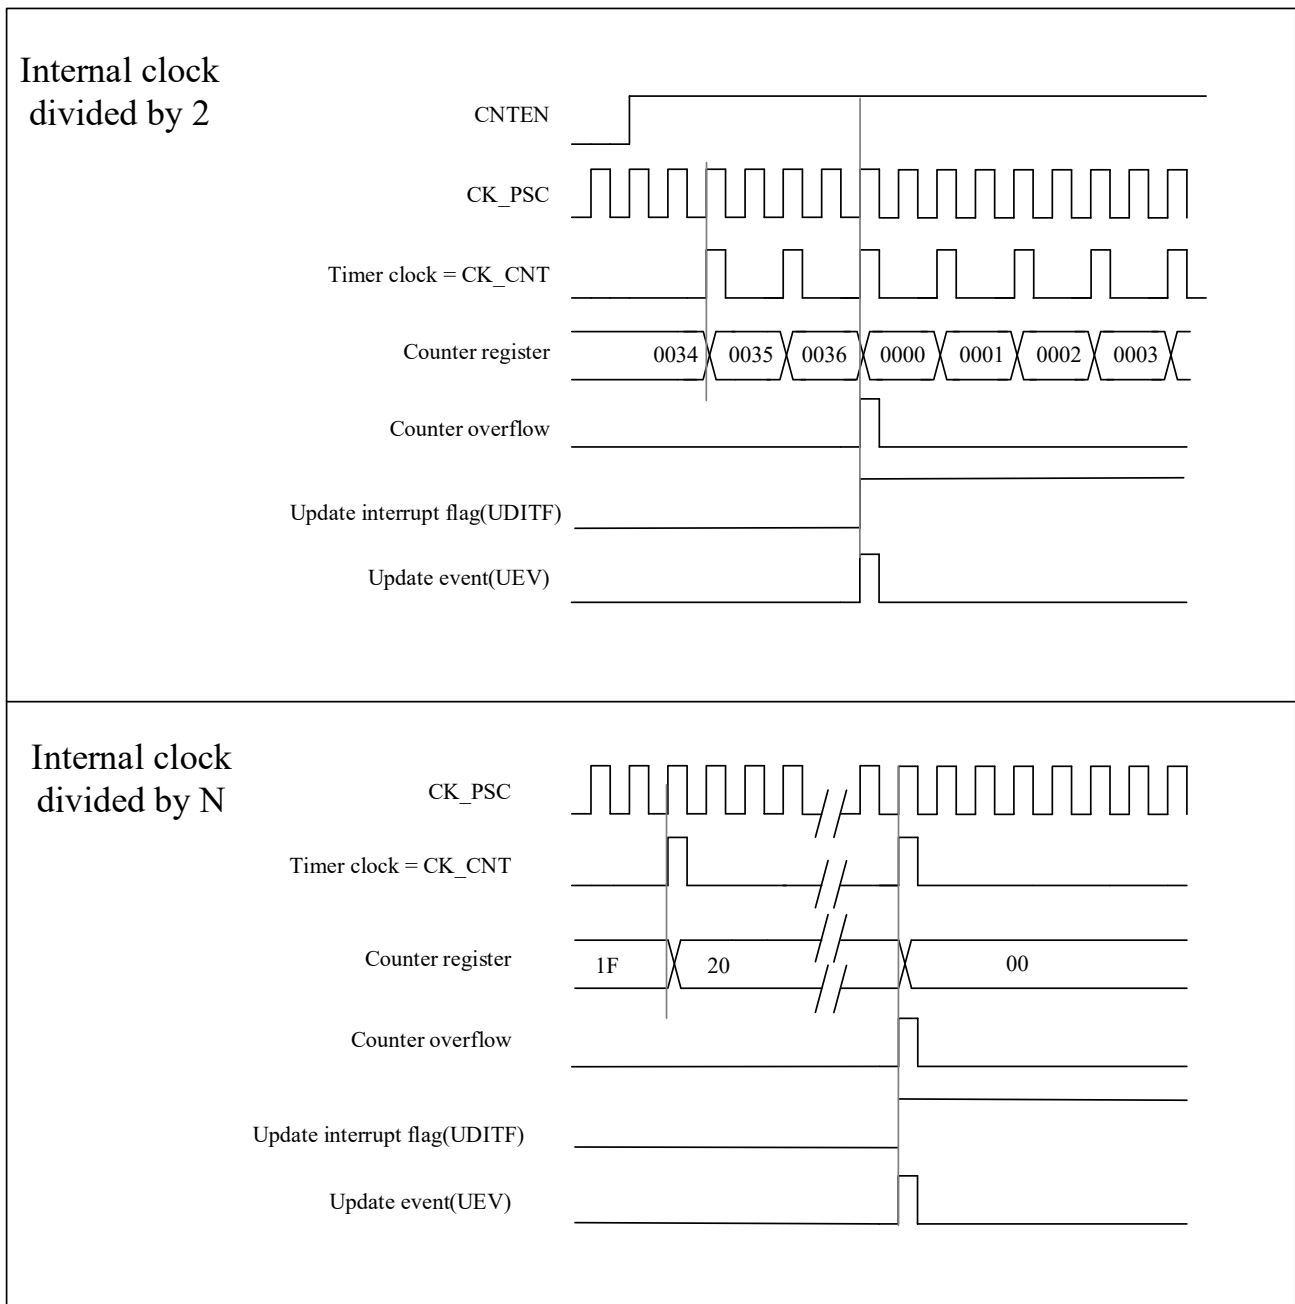 Internal clock
divided by 2
CNTEN
CK_PSC
Timer clock = CK_CNT
Counter register
0034 0035 0036 0000 0001 0002 0003
Counter overflow
Update interrupt flag(UDITF)
Update event(UEV)
Internal clock
divided by N
CK_PSC
Timer clock = CK_CNT
Counter register
1F 20 00
Counter overflow
Update interrupt flag(UDITF)
Update event(UEV)